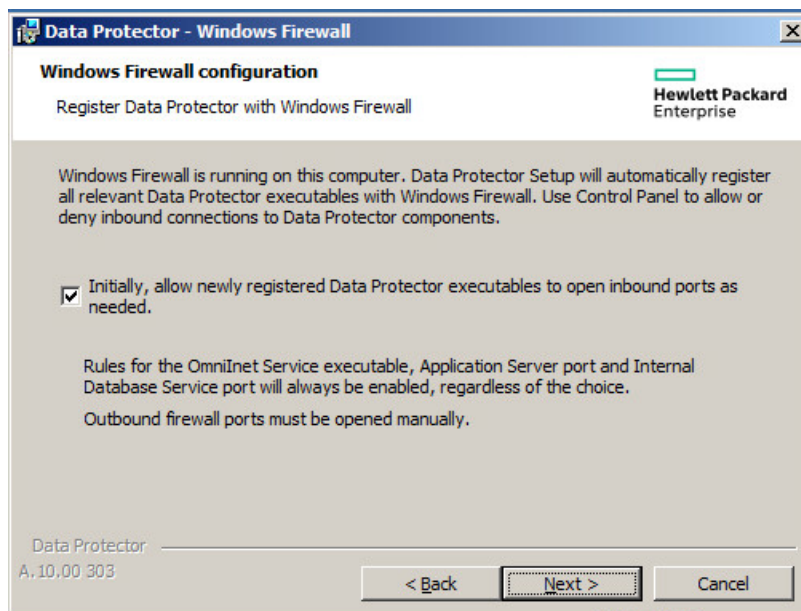 Data Protector - Windows Firewall
Windows Firewall configuration
Register Data Protector with Windows Firewall
Hewlett Packard
Enterprise
Windows Firewall is running on this computer. Data Protector Setup will automatically register
all relevant Data Protector executables with Windows Firewall. Use Control Panel to allow or
deny inbound connections to Data Protector components.
Initially, allow newly registered Data Protector executables to open inbound ports as
needed.
Rules for the OmniInet Service executable, Application Server port and Internal
Database Service port will always be enabled, regardless of the choice.
Outbound firewall ports must be opened manually.
Data Protector
A.10.00 303
< Back
Next >
Cancel